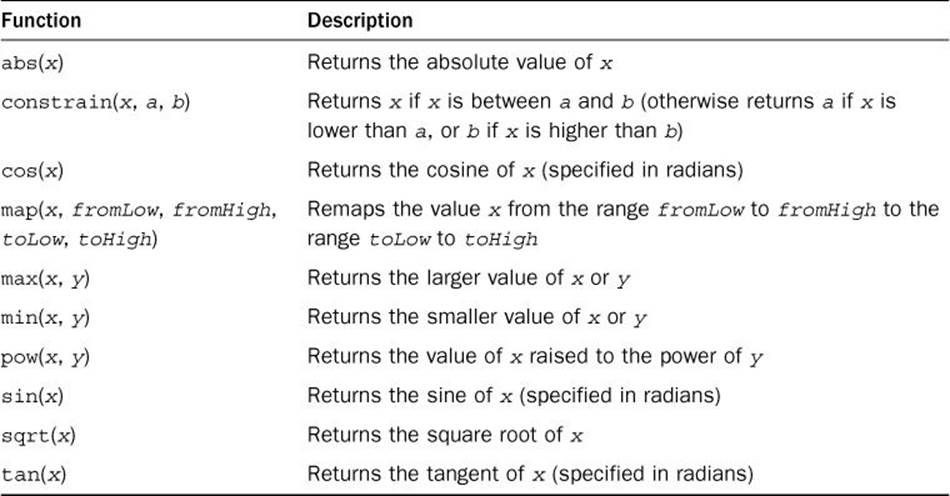 Function Description
abs(x) Returns the absolute value of x
constrain(x, a, b) Returns x if x is between a and b (otherwise returns a if x is
lower than a, or b if x is higher than b)
cos(x) Returns the cosine of x (specified in radians)
map(x, fromLow, fromHigh, Remaps the value x from the range fromLow to fromHigh to the
toLow, toHigh) range toLow to toHigh
max(x, y) Returns the larger value of x or y
min(x, y) Returns the smaller value of x or y
pow(x, y) Returns the value of x raised to the power of y
sin(x) Returns the sine of x (specified in radians)
sqrt(x) Returns the square root of x
tan(x) Returns the tangent of x (specified in radians)